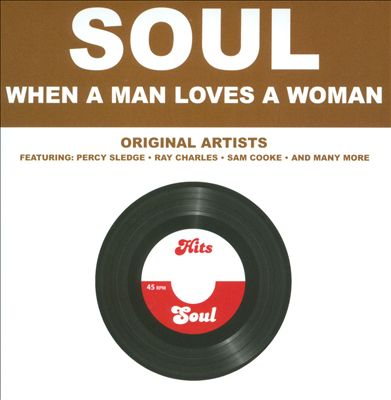 SOUL
WHEN A MAN LOVES A WOMAN
ORIGINAL ARTISTS
FEATURING: PERCY SLEDGE • RAY CHARLES • SAM COOKE • AND MANY MORE
Hits
45 RPM
Soul